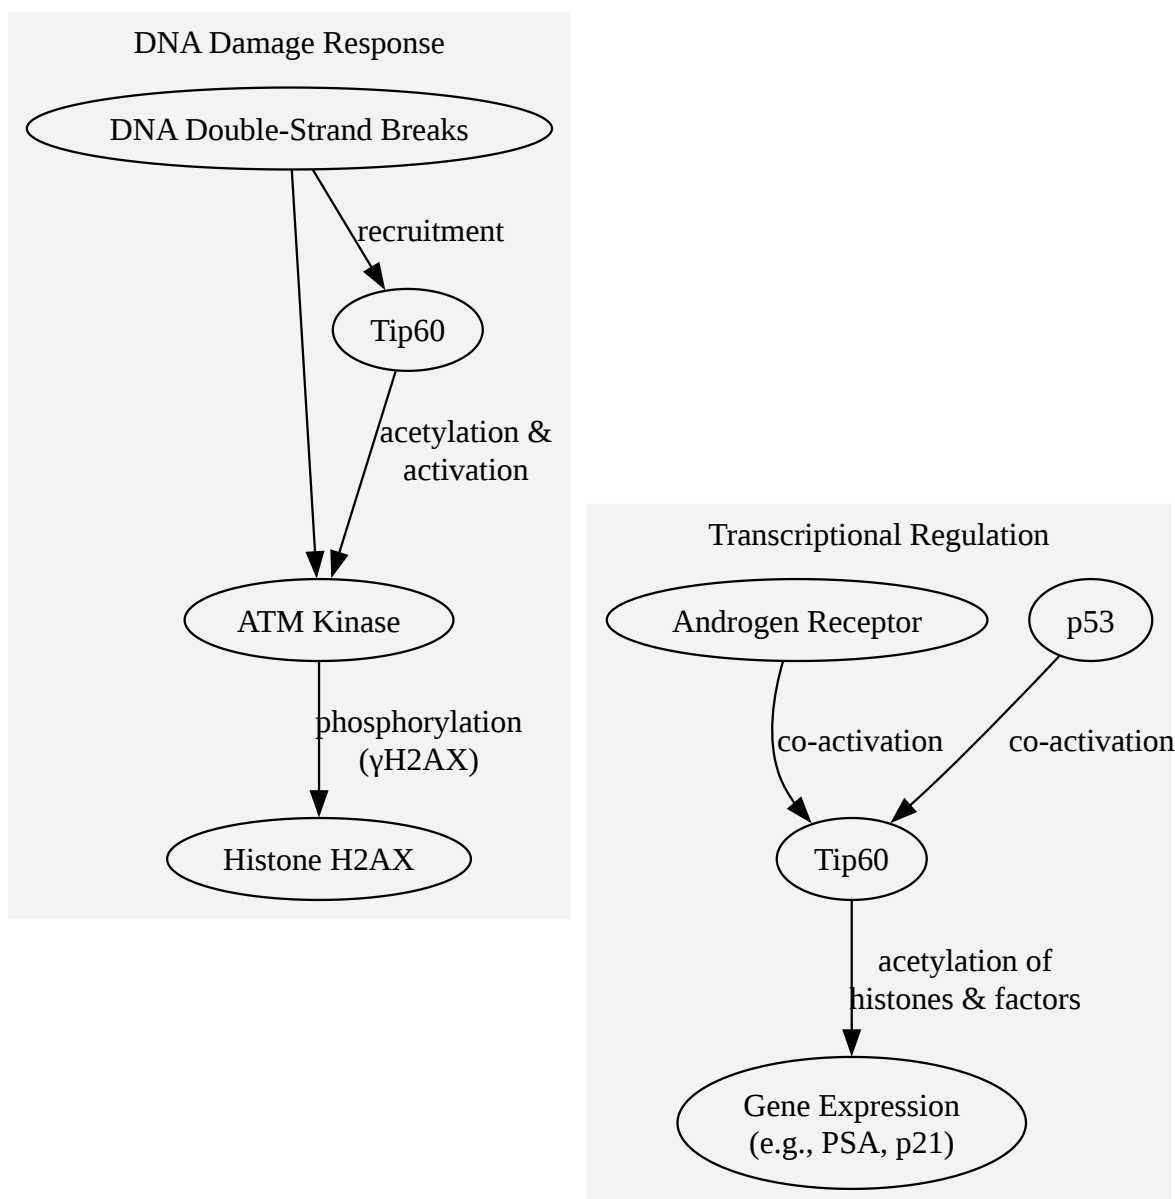 DNA Damage Response
DNA Double-Strand Breaks
recruitment
Tip60
acetylation &
activation
ATM Kinase
phosphorylation
(γH2AX)
Histone H2AX
Transcriptional Regulation
Androgen Receptor
p53
co-activation
co-activation
Tip60
acetylation of
histones & factors
Gene Expression
(e.g., PSA, p21)